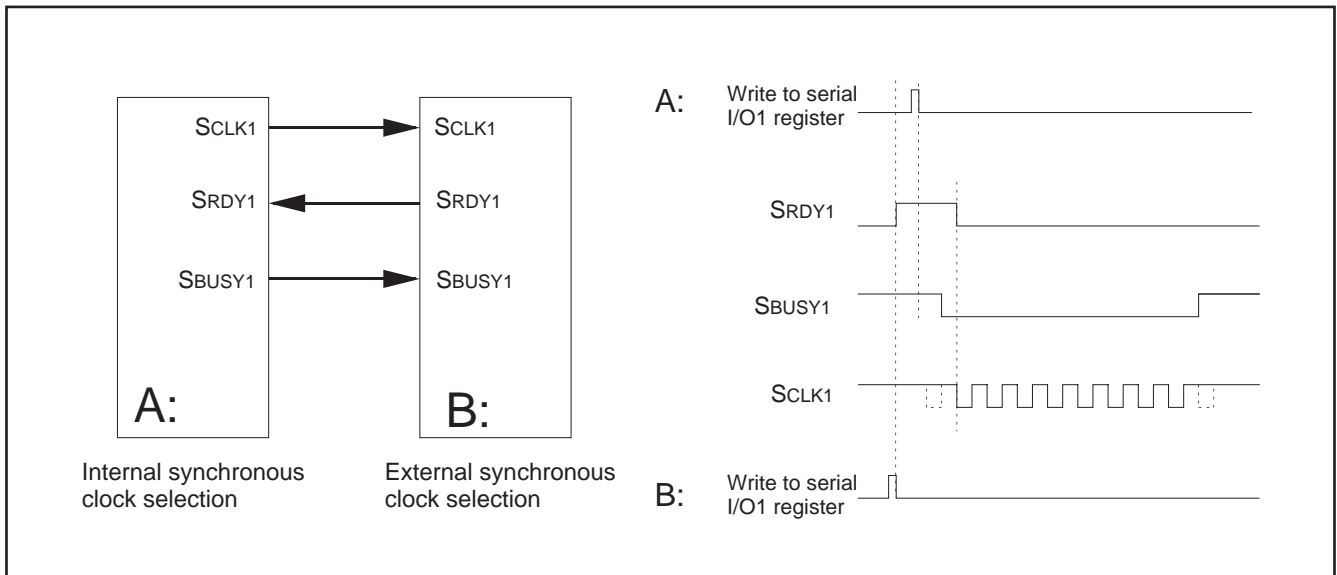 SCLK1
SRDY1
SBUSY1
A:
Internal synchronous
clock selection
SCLK1
SRDY1
SBUSY1
B:
External synchronous
clock selection
A:
Write to serial
I/O1 register
SRDY1
SBUSY1
SCLK1
B:
Write to serial
I/O1 register